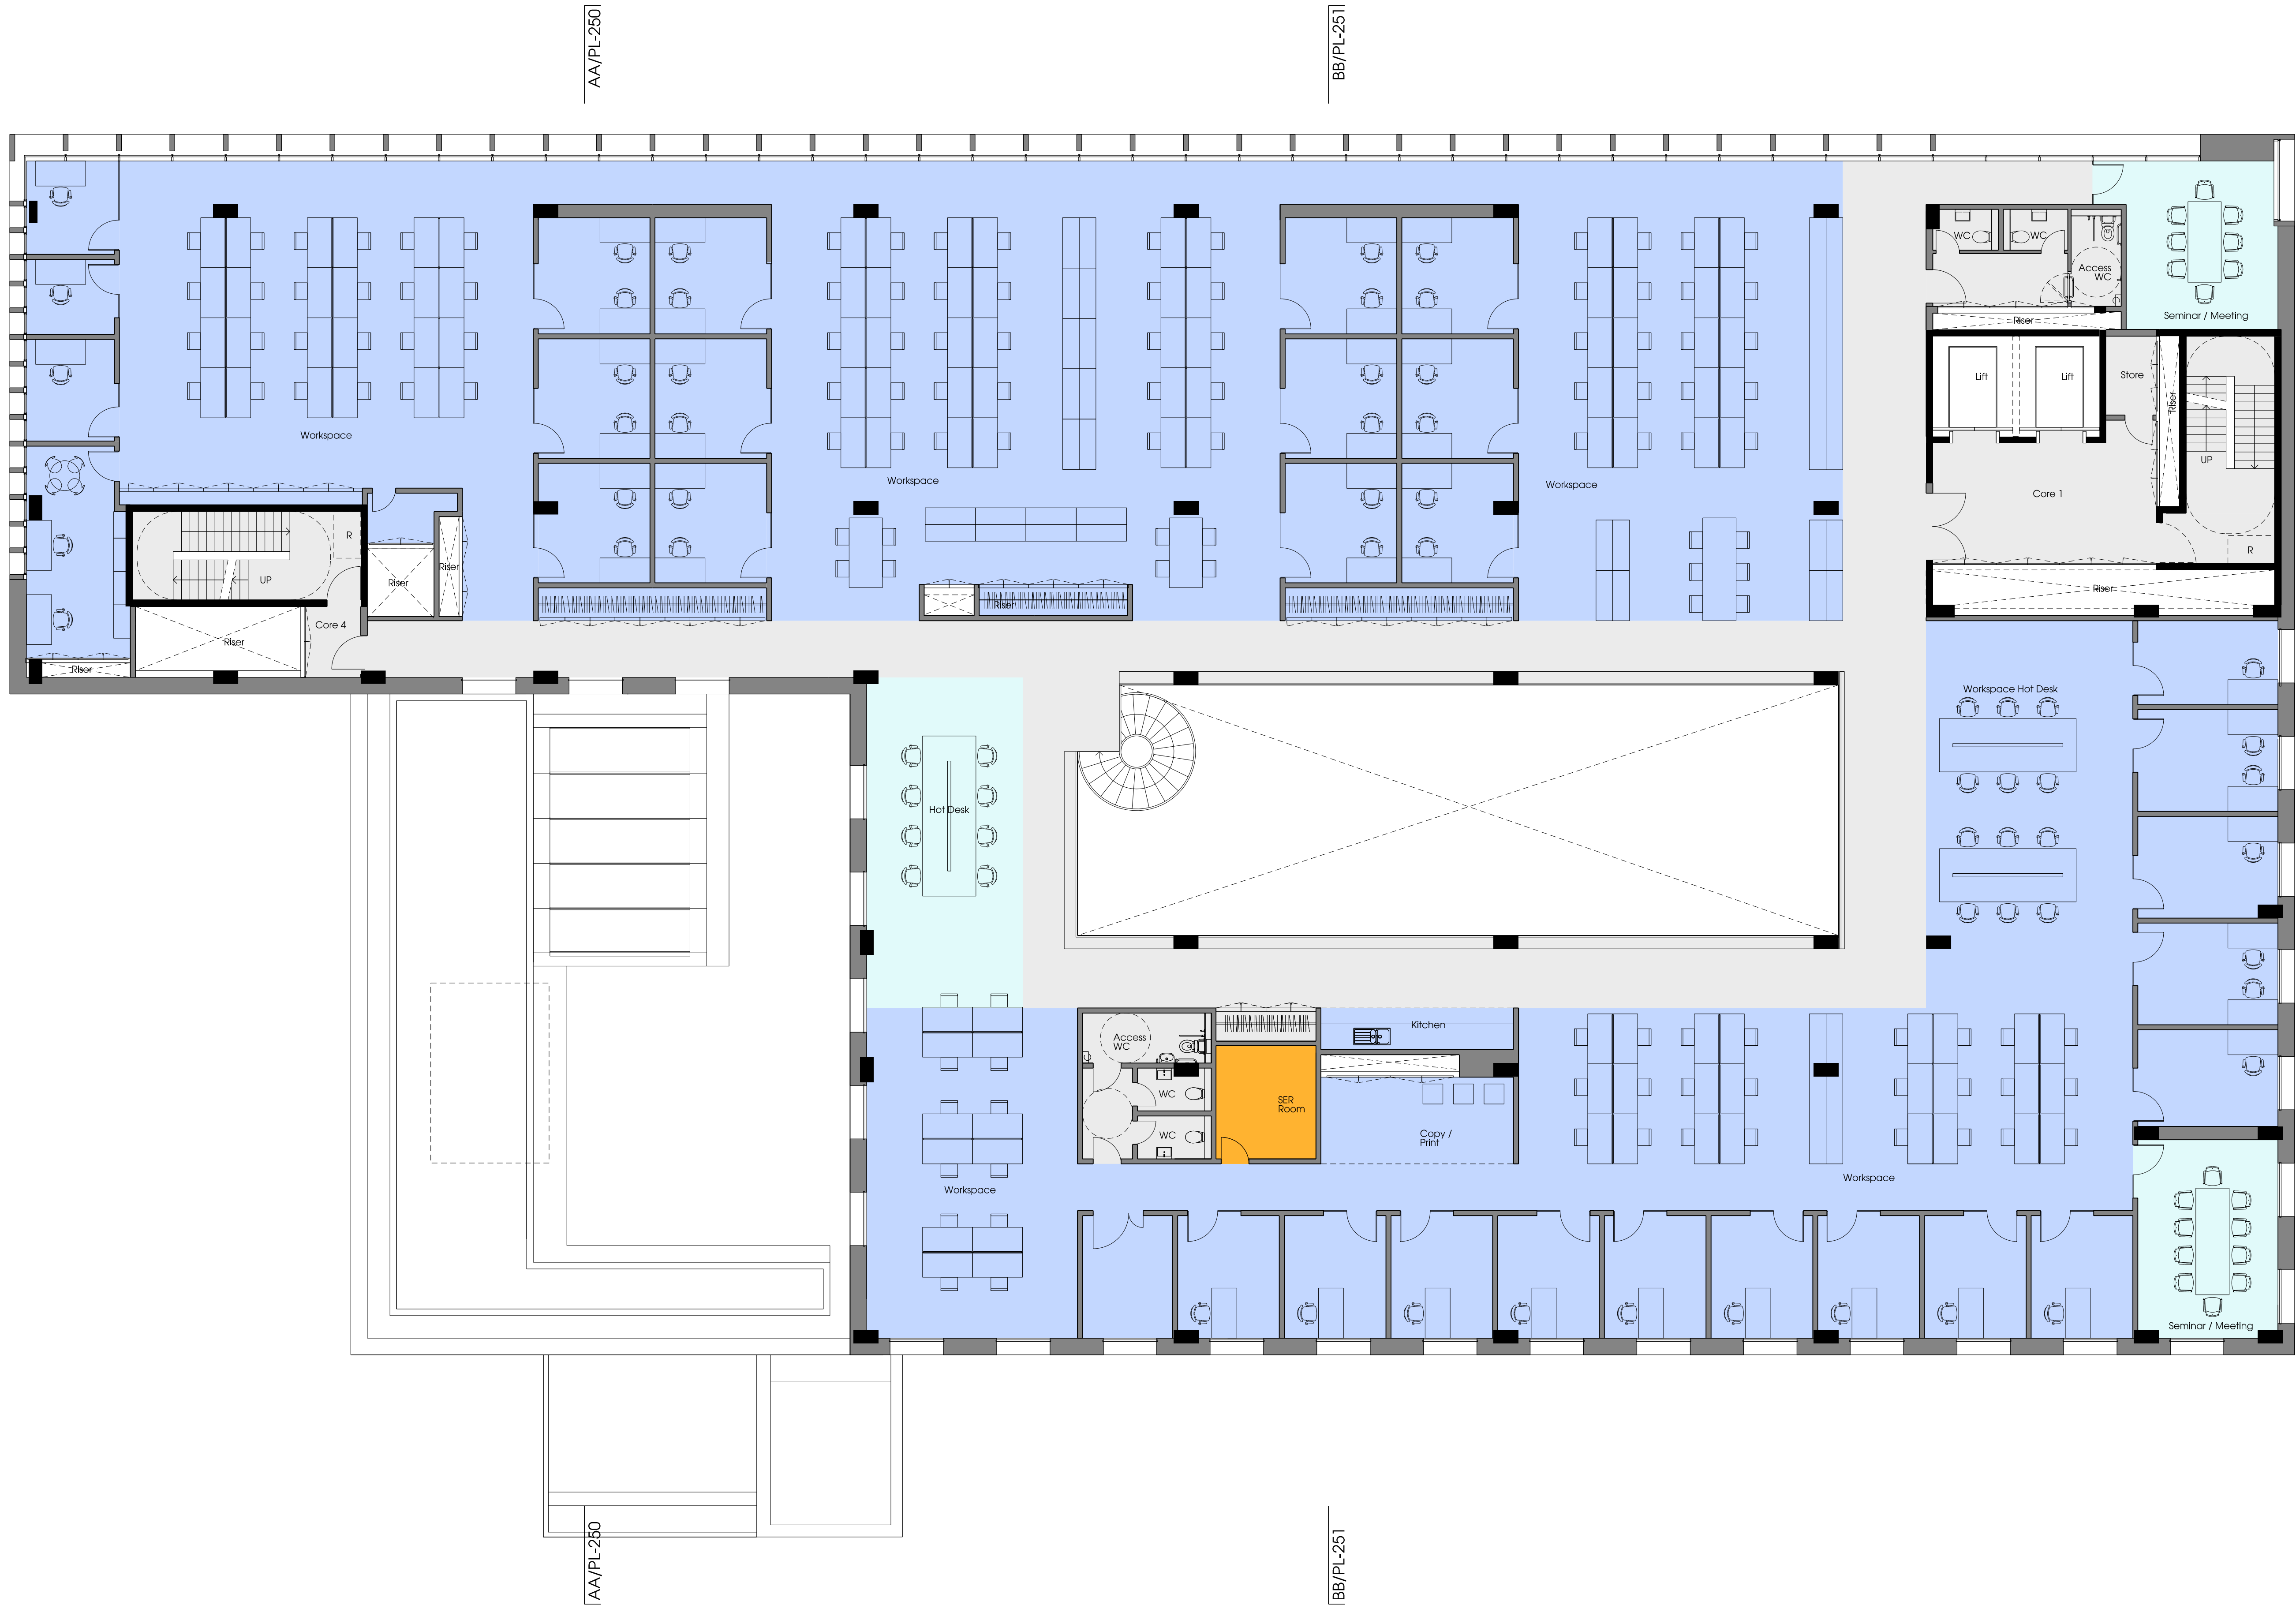 AA/PL-250
BB/PL-251
WC
WC
Access
WC
Riser
Seminar / Meeting
Lift
Lift
Store
Riser
UP
Core 1
R
Riser
Workspace
Workspace
Workspace
R
UP
Riser
Riser
Riser
Core 4
Riser
Riser
Workspace Hot Desk
Hot Desk
Kitchen
Access
WC
WC
WC
SER
Room
Copy /
Print
Workspace
Workspace
Seminar / Meeting
AA/PL-250
BB/PL-251